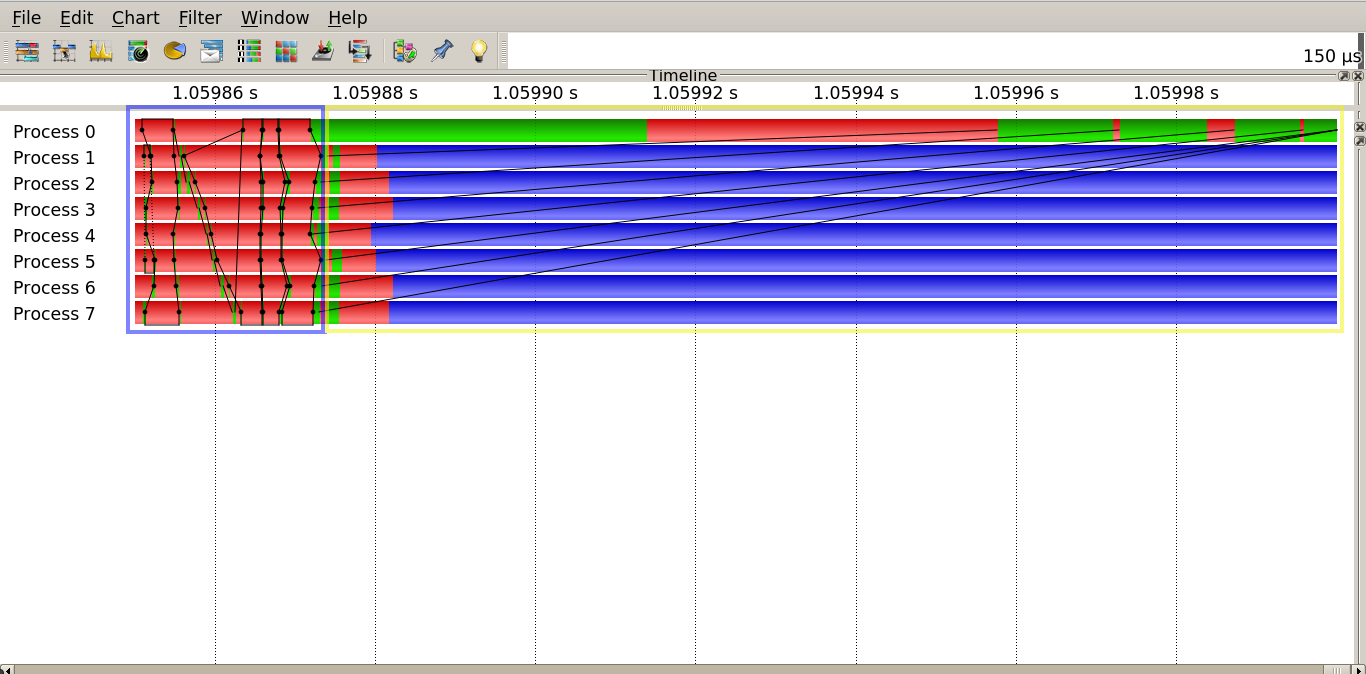 File Edit Chart Filter Window Help
150 µs
Timeline
1.05986 s 1.05988 s 1.05990 s 1.05992 s 1.05994 s 1.05996 s 1.05998 s
Process 0
Process 1
Process 2
Process 3
Process 4
Process 5
Process 6
Process 7